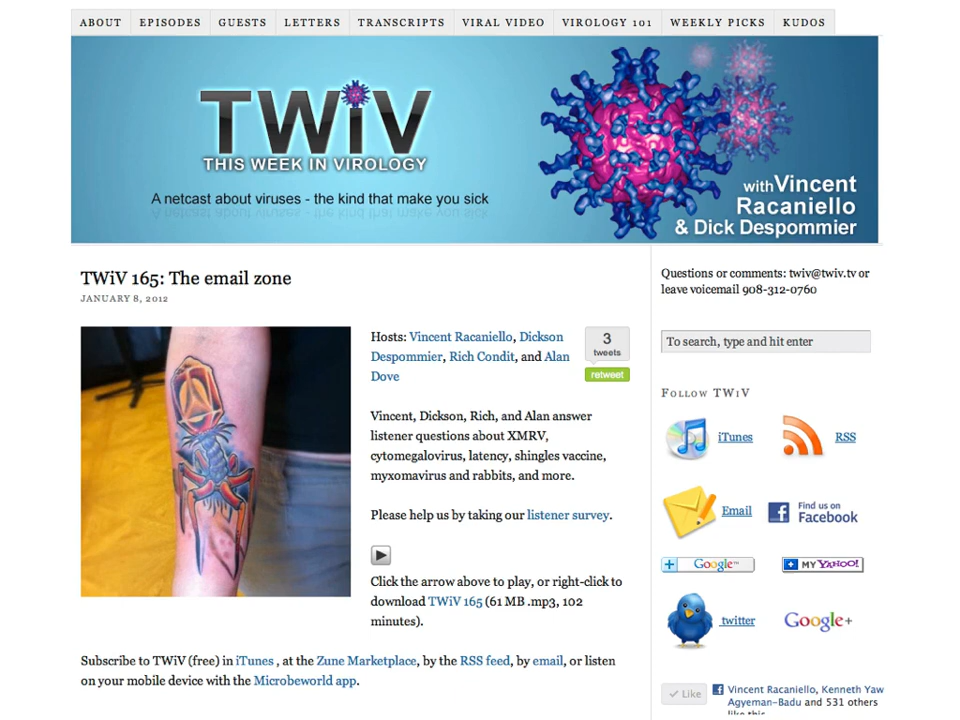 ABOUT EPISODES GUESTS LETTERS TRANSCRIPTS VIRAL VIDEO VIROLOGY 101 WEEKLY PICKS KUDOS
TWiV
THIS WEEK IN VIROLOGY
A netcast about viruses - the kind that make you sick
with Vincent
Racaniello
& Dick Despommier
TWiV 165: The email zone
JANUARY 8, 2012
Hosts: Vincent Racaniello, Dickson
Despommier, Rich Condit, and Alan
Dove
3
tweets
retweet
Vincent, Dickson, Rich, and Alan answer
listener questions about XMRV,
cytomegalovirus, latency, shingles vaccine,
myxomavirus and rabbits, and more.
Please help us by taking our listener survey.
Click the arrow above to play, or right-click to
download TWiV 165 (61 MB .mp3, 102
minutes).
Subscribe to TWiV (free) in iTunes , at the Zune Marketplace, by the RSS feed, by email, or listen
on your mobile device with the Microbeworld app.
Questions or comments: twiv@twiv.tv or
leave voicemail 908-312-0760
To search, type and hit enter
Follow TWiV
iTunes RSS
Email Find us on
Facebook
Google™ MY YAHOO!
twitter Google+
Like Vincent Racaniello, Kenneth Yaw
Agyeman-Badu and 531 others
like this